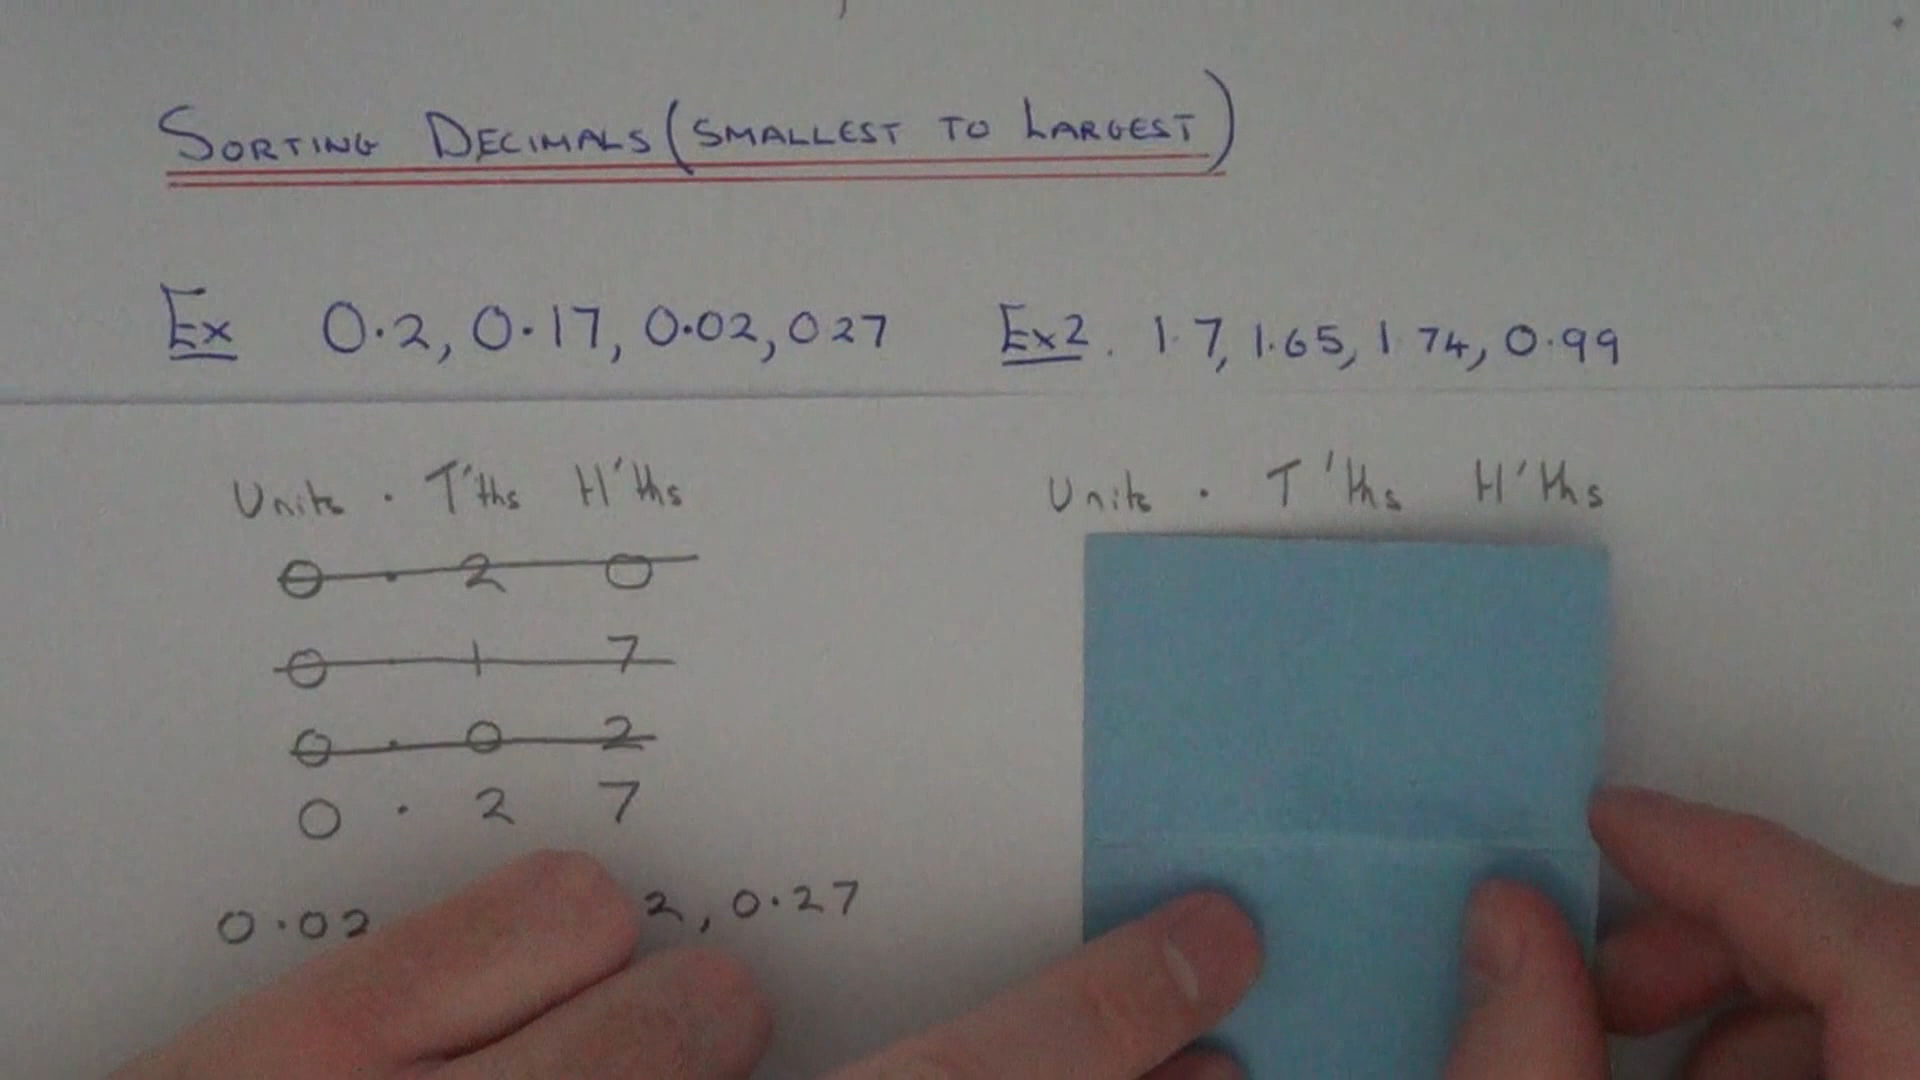 SORTING DECIMALS (SMALLEST TO LARGEST)
Ex 0.2, 0.17, 0.02, 0 27
Ex2. 1.7, 1.65, 1 74, 0.99
Units . T'ths H'ths
0 . 2 0
0 . 1 7
0 . 0 2
0 . 2 7
0.02 2, 0.27
Units . T'ths H'ths